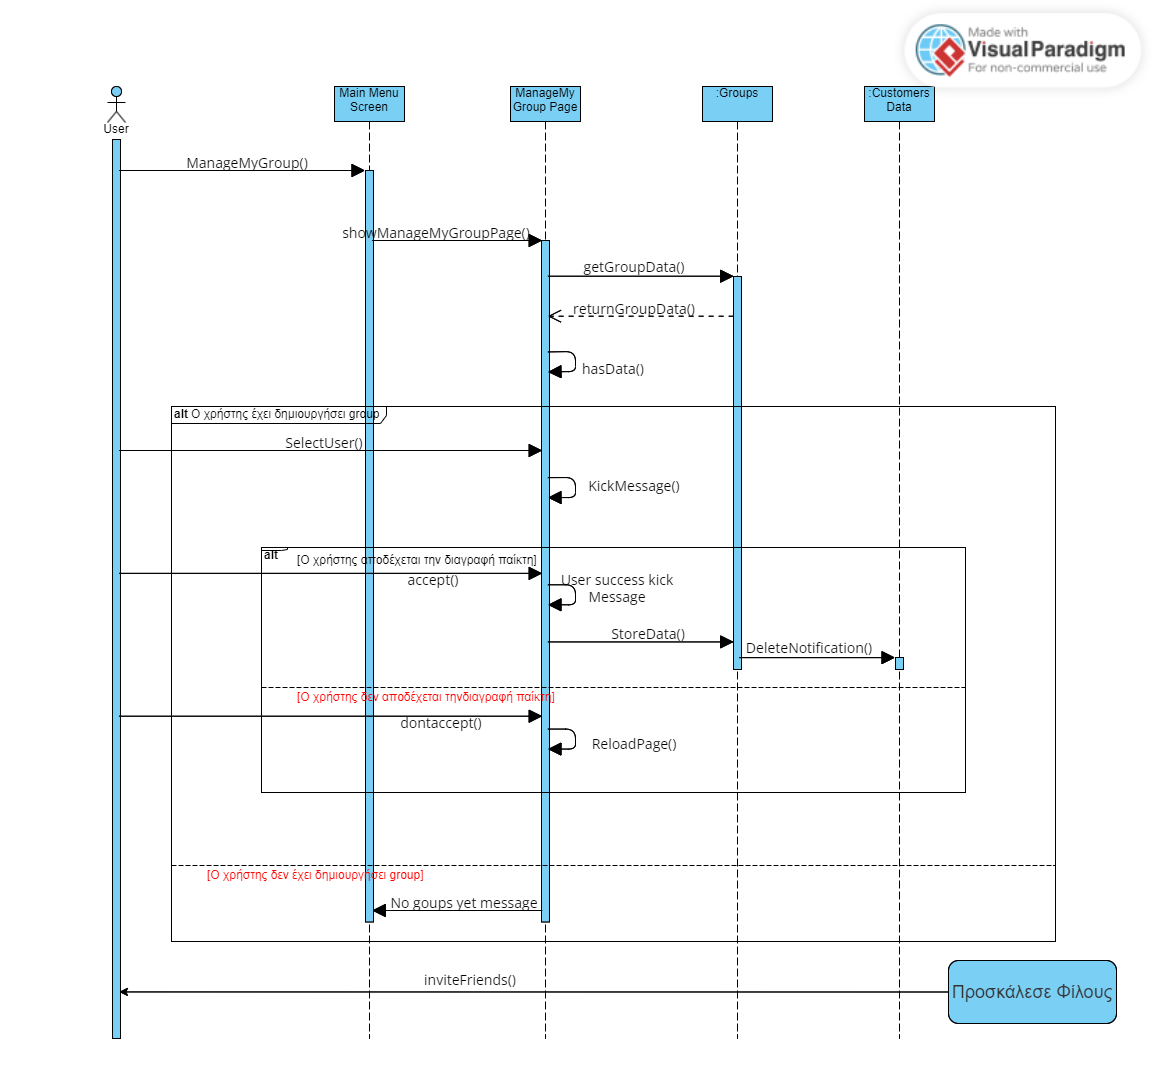 Made with
VisualParadigm
For non-commercial use
User
Main Menu
Screen
ManageMy
Group Page
:Groups
:Customers
Data
ManageMyGroup()
showManageMyGroupPage()
getGroupData()
returnGroupData()
hasData()
alt Ο χρήστης έχει δημιουργήσει group
SelectUser()
KickMessage()
alt
[Ο χρήστης αποδέχεται την διαγραφή παίκτη]
accept()
User success kick
Message
StoreData()
DeleteNotification()
[Ο χρήστης δεν αποδέχεται τηνδιαγραφή παίκτη]
dontaccept()
ReloadPage()
[Ο χρήστης δεν έχει δημιουργήσει group]
No goups yet message
inviteFriends()
Προσκάλεσε Φίλους